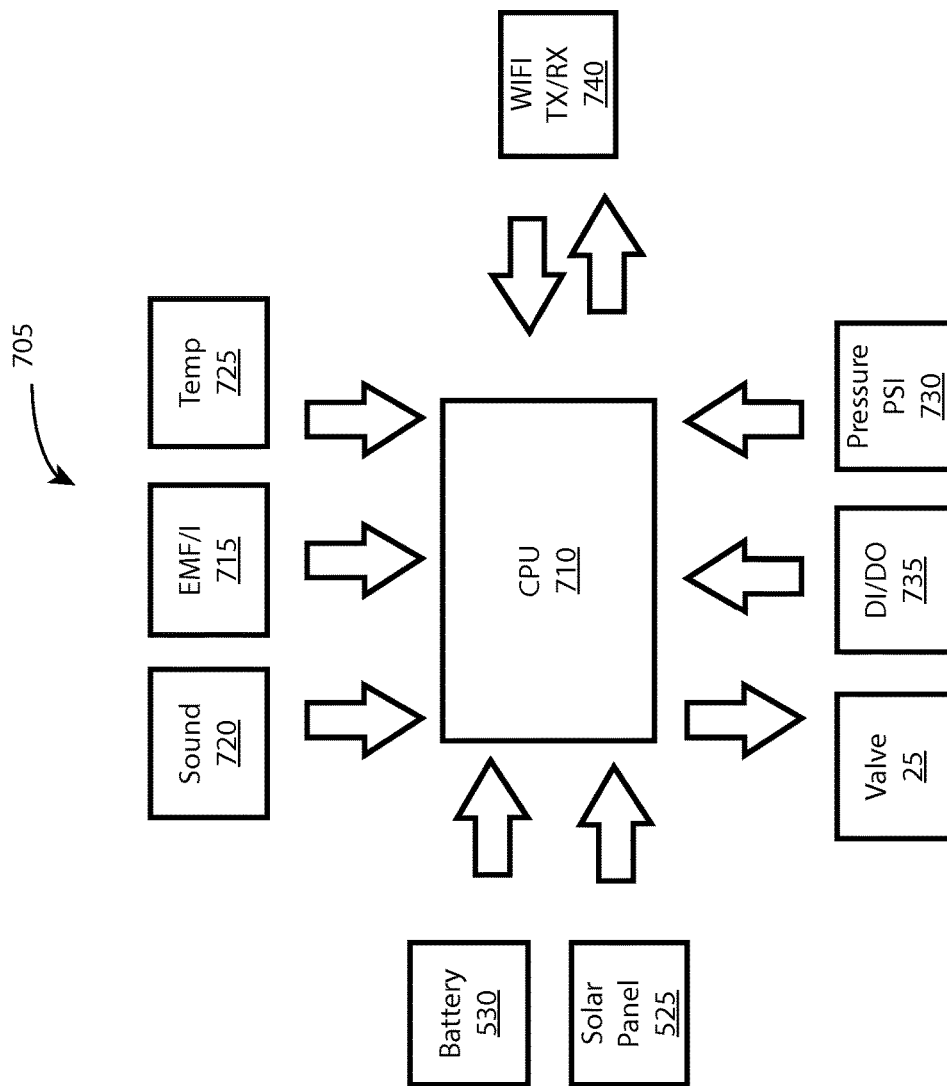 705
Battery
530
Solar
Panel
525
Sound
720
EMF/I
715
Temp
725
CPU
710
Valve
25
DI/DO
735
Pressure
PSI
730
WIFI
TX/RX
740